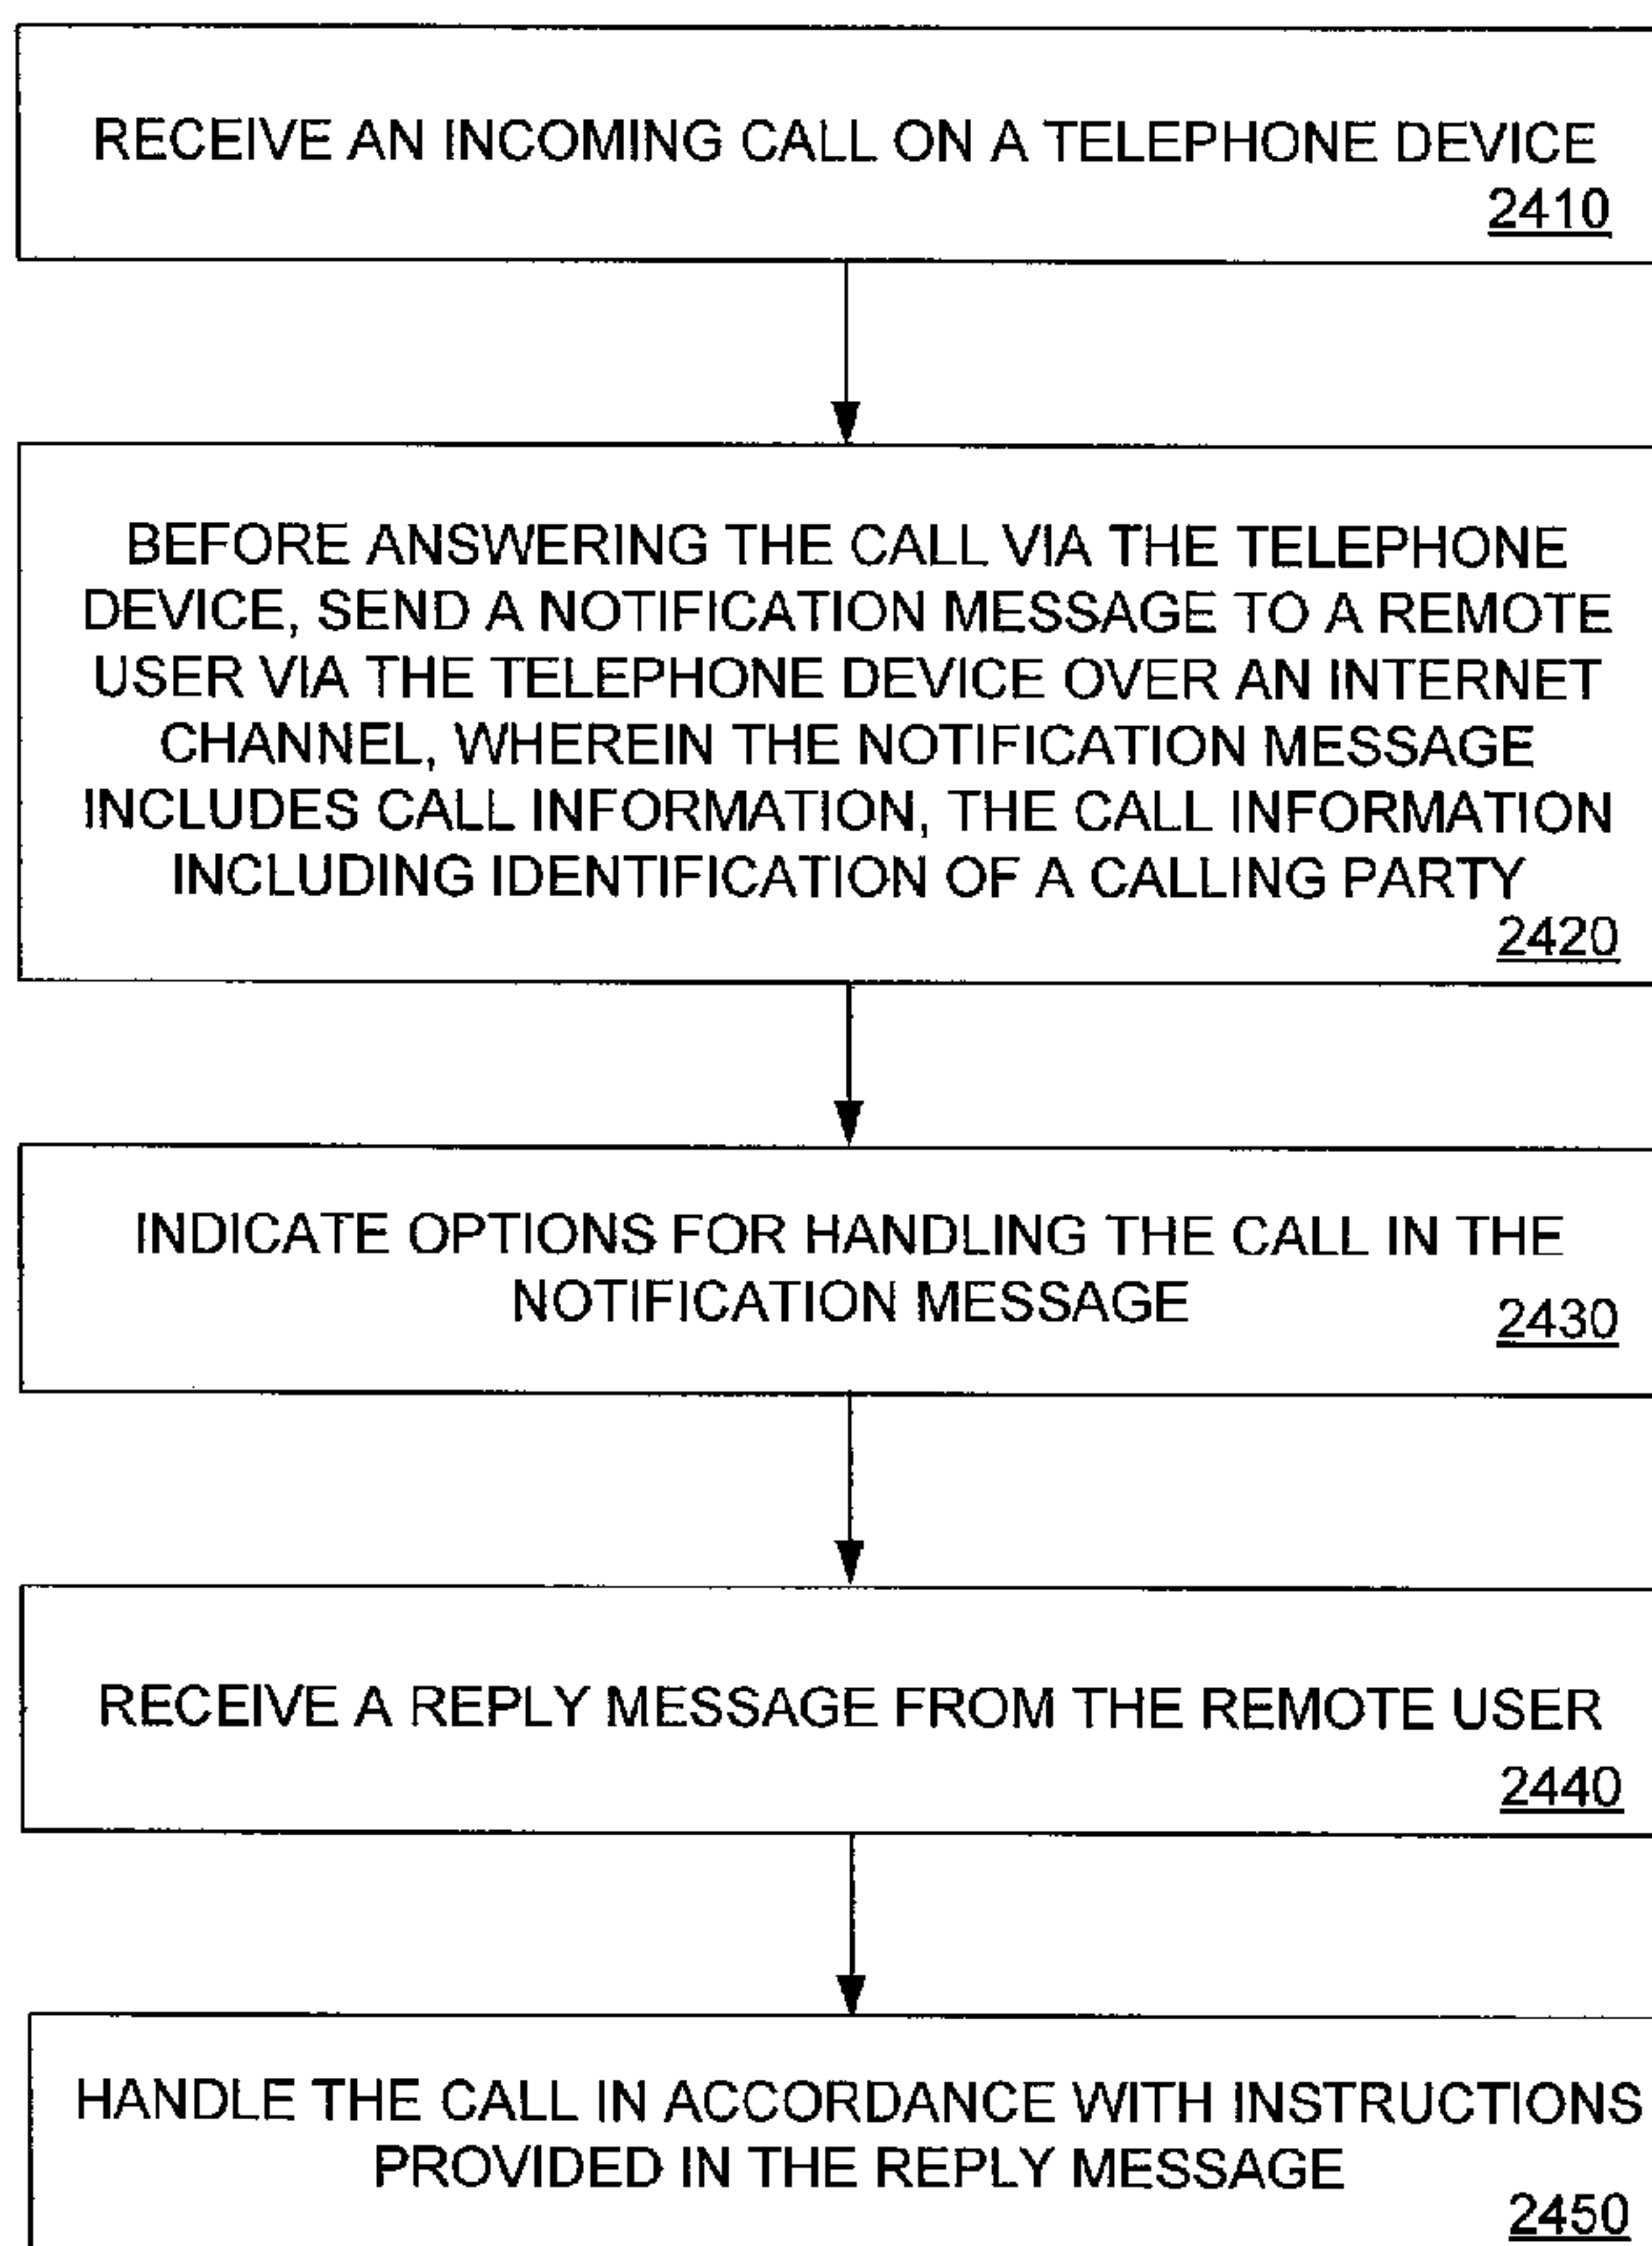 RECEIVE AN INCOMING CALL ON A TELEPHONE DEVICE
2410
BEFORE ANSWERING THE CALL VIA THE TELEPHONE
DEVICE, SEND A NOTIFICATION MESSAGE TO A REMOTE
USER VIA THE TELEPHONE DEVICE OVER AN INTERNET
CHANNEL, WHEREIN THE NOTIFICATION MESSAGE
INCLUDES CALL INFORMATION, THE CALL INFORMATION
INCLUDING IDENTIFICATION OF A CALLING PARTY
2420
INDICATE OPTIONS FOR HANDLING THE CALL IN THE
NOTIFICATION MESSAGE
2430
RECEIVE A REPLY MESSAGE FROM THE REMOTE USER
2440
HANDLE THE CALL IN ACCORDANCE WITH INSTRUCTIONS
PROVIDED IN THE REPLY MESSAGE
2450